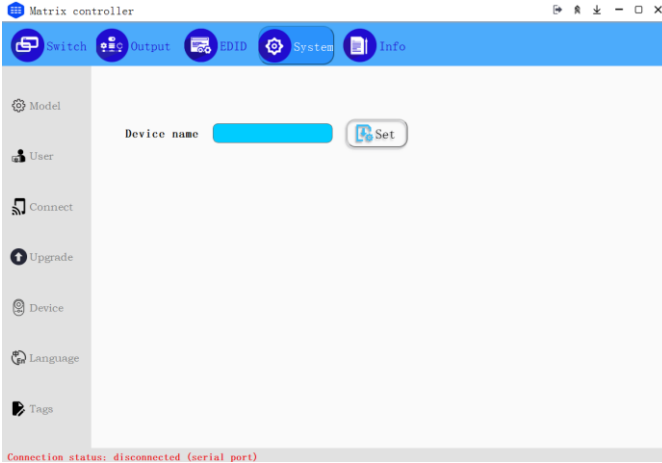 Matrix controller
Switch Output EDID System Info
Model
Device name Set
User
Connect
Upgrade
Device
Language
Tags
Connection status: disconnected (serial port)